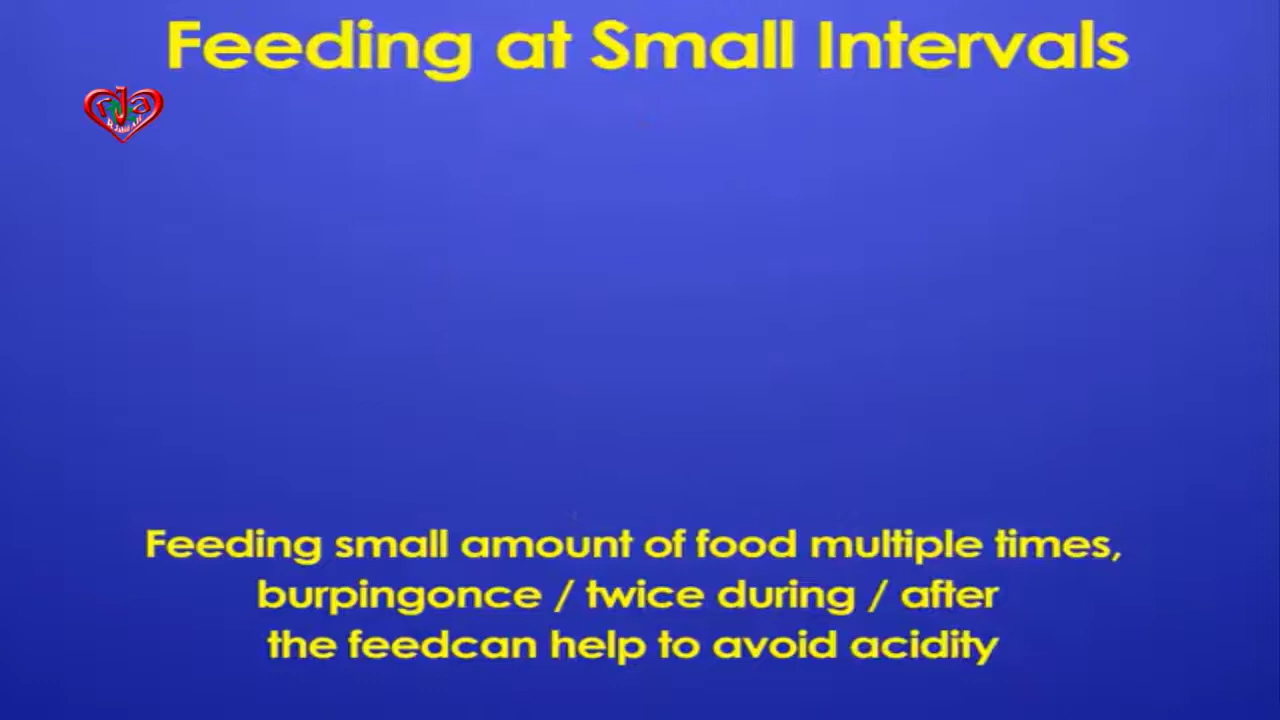 Feeding at Small Intervals
rja
Feeding small amount of food multiple times,
burpingonce / twice during / after
the feedcan help to avoid acidity